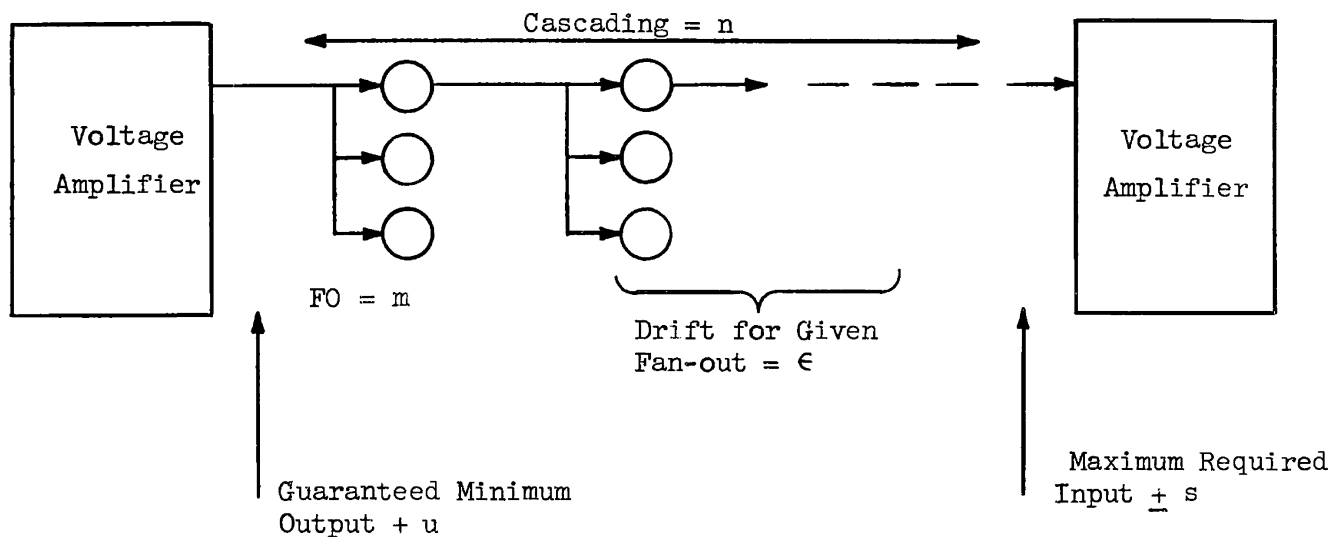 Cascading = n
Voltage
Amplifier
Voltage
Amplifier
FO = m
Drift for Given
Fan-out = ϵ
Guaranteed Minimum
Output + u
Maximum Required
Input ± s